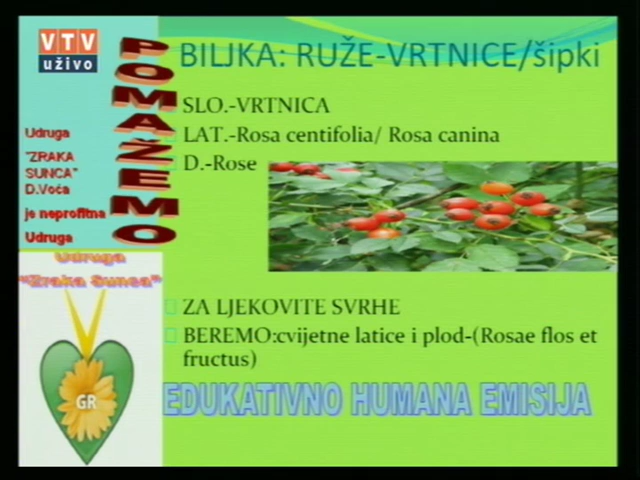 VTV
uživo
POMAŽEMO
Udruga
"ZRAKA
SUNCA"
D.Voća
je neprofitna
Udruga
Udruga
"Zraka Sunca"
GR
BILJKA: RUŽE-VRTNICE/šipki
SLO.-VRTNICA
LAT.-Rosa centifolia/ Rosa canina
D.-Rose
ZA LJEKOVITE SVRHE
BEREMO:cvijetne latice i plod-(Rosae flos et
fructus)
EDUKATIVNO HUMANA EMISIJA